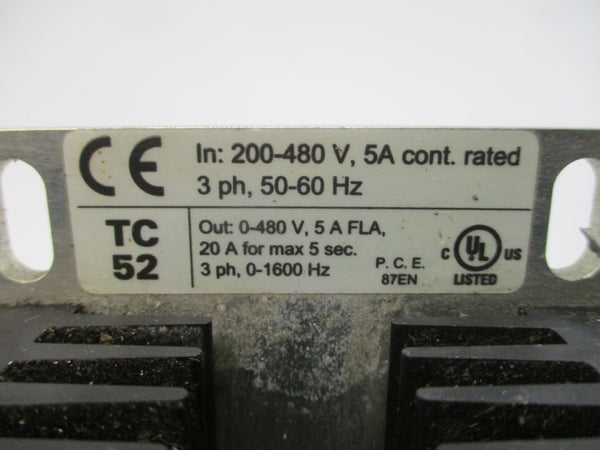 CE
In: 200-480 V, 5A cont. rated
3 ph, 50-60 Hz
TC
52
Out: 0-480 V, 5 A FLA,
20 A for max 5 sec.
3 ph, 0-1600 Hz
P. C. E.
87EN
C UL US
LISTED